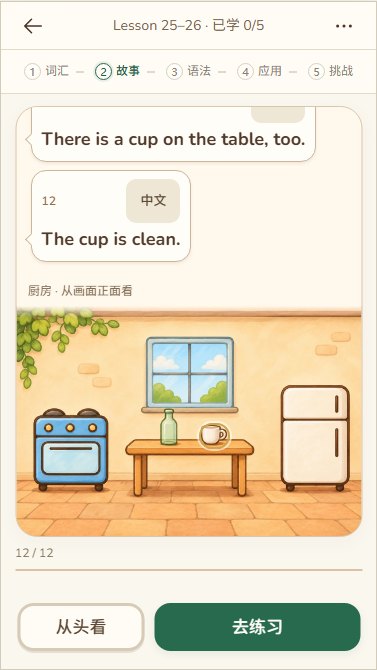 Lesson 25–26 · 已学 0/5
1 词汇 — 2 故事 — 3 语法 — 4 应用 — 5 挑战
There is a cup on the table, too.
12 中文
The cup is clean.
厨房 · 从画面正面看
12 / 12
从头看 去练习